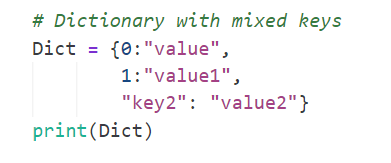 # Dictionary with mixed keys
Dict = {0:"value",
        1:"value1",
        "key2": "value2"}
print(Dict)